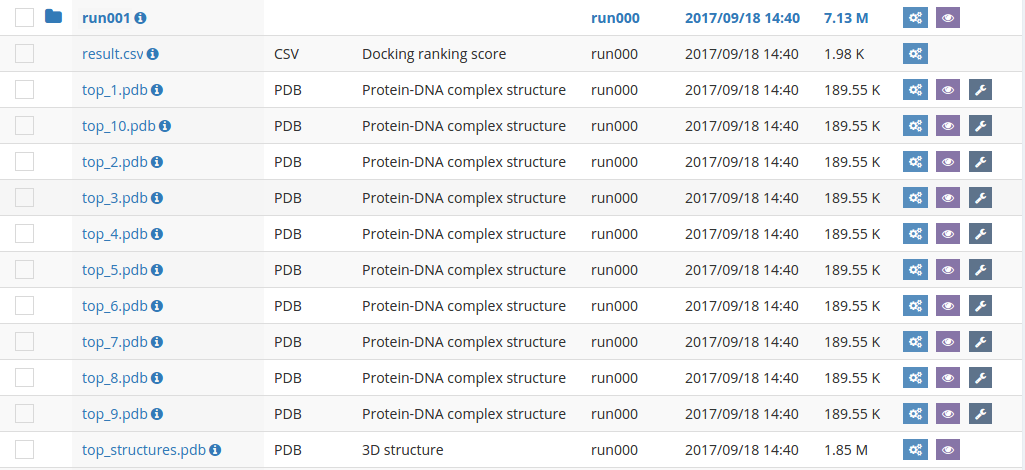 run001 run000 2017/09/18 14:40 7.13 M
result.csv CSV Docking ranking score run000 2017/09/18 14:40 1.98 K
top_1.pdb PDB Protein-DNA complex structure run000 2017/09/18 14:40 189.55 K
top_10.pdb PDB Protein-DNA complex structure run000 2017/09/18 14:40 189.55 K
top_2.pdb PDB Protein-DNA complex structure run000 2017/09/18 14:40 189.55 K
top_3.pdb PDB Protein-DNA complex structure run000 2017/09/18 14:40 189.55 K
top_4.pdb PDB Protein-DNA complex structure run000 2017/09/18 14:40 189.55 K
top_5.pdb PDB Protein-DNA complex structure run000 2017/09/18 14:40 189.55 K
top_6.pdb PDB Protein-DNA complex structure run000 2017/09/18 14:40 189.55 K
top_7.pdb PDB Protein-DNA complex structure run000 2017/09/18 14:40 189.55 K
top_8.pdb PDB Protein-DNA complex structure run000 2017/09/18 14:40 189.55 K
top_9.pdb PDB Protein-DNA complex structure run000 2017/09/18 14:40 189.55 K
top_structures.pdb PDB 3D structure run000 2017/09/18 14:40 1.85 M